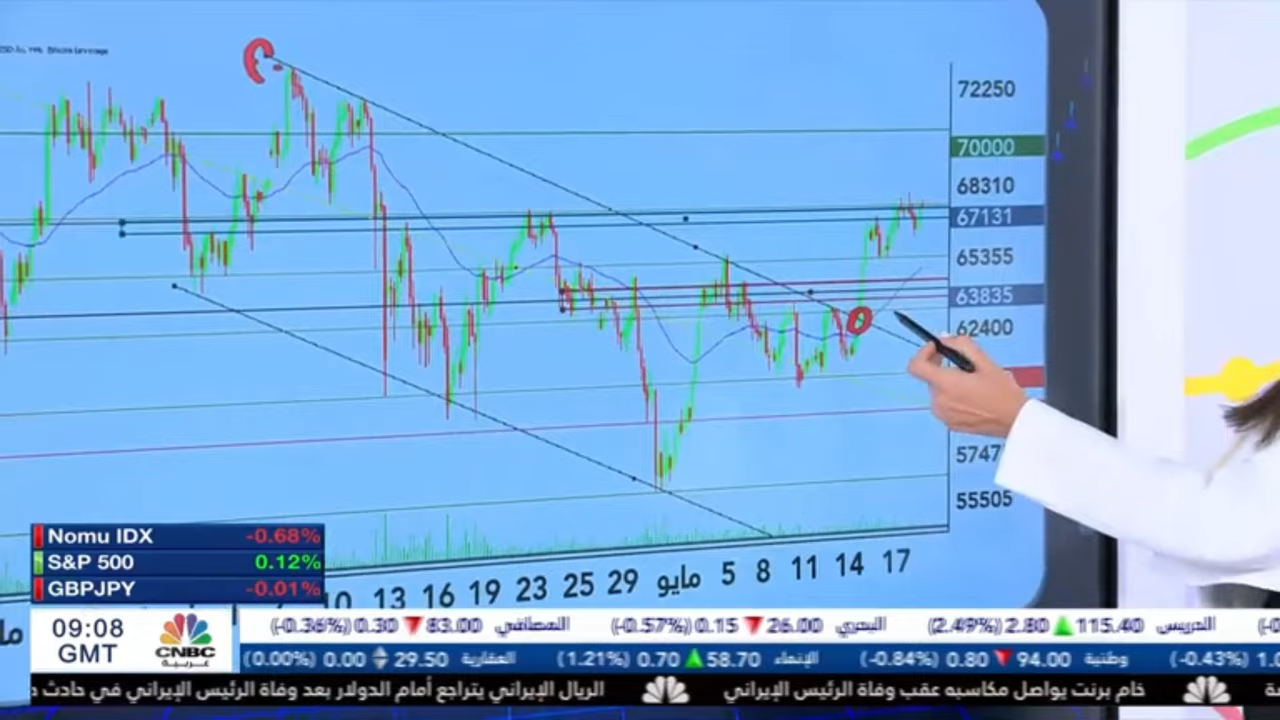 72250
70000
68310
67131
65355
63835
62400
5747
55505
10 13 16 19 23 25 29 مايو 5 8 11 14 17
Nomu IDX -0.68%
S&P 500 0.12%
GBPJPY -0.01%
09:08
GMT
CNBC
عربية
(-0.36%) 0.30 83.00 المصافي (-0.57%) 0.15 26.00 البحري (2.49%) 2.80 115.40 الدريس
(0.00%) 0.00 29.50 العقارية (1.21%) 0.70 58.70 الإنماء (-0.84%) 0.80 94.00 وطنية (-0.43%)
خام برنت يواصل مكاسبه عقب وفاة الرئيس الإيراني
الريال الإيراني يتراجع أمام الدولار بعد وفاة الرئيس الإيراني في حادث